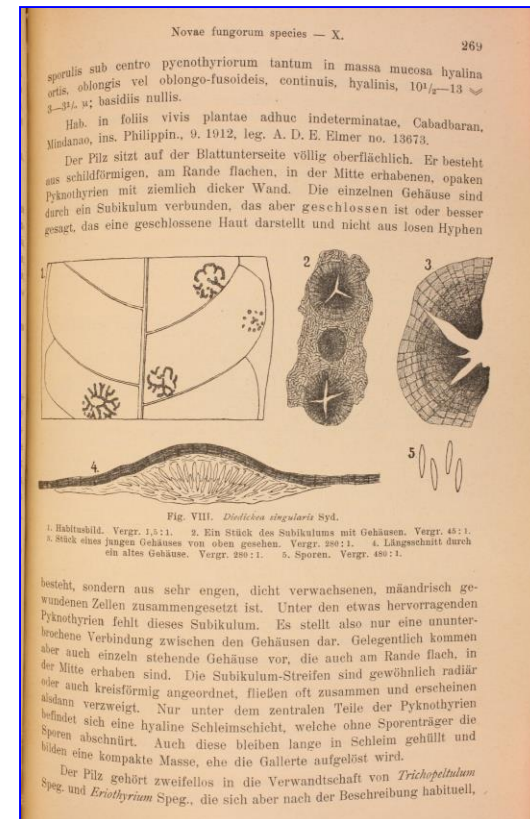 Novae fungorum species — X.
269
sporulis sub centro pycnothyriorum tantum in massa mucosa hyalina
ortis, oblongis vel oblongo-fusoideis, continuis, hyalinis, 10¹/₂—13
µ; basidiis nullis.
Hab. in foliis vivis plantae adhuc indeterminatae, Cabadbaran,
Mindanao, ins. Philippin., 9. 1912, leg. A. D. E. Elmer no. 13673.
Der Pilz sitzt auf der Blattunterseite völlig oberflächlich. Er besteht
aus schildförmigen, am Rande flachen, in der Mitte erhabenen, opaken
Pyknothyrien mit ziemlich dicker Wand. Die einzelnen Gehäuse sind
durch ein Subikulum verbunden, das aber geschlossen ist oder besser
gesagt, das eine geschlossene Haut darstellt und nicht aus losen Hyphen
1.
2
3
4.
5
Fig. VIII. Diedickea singularis Syd.
1. Habitusbild. Vergr. 1,5 : 1. 2. Ein Stück des Subikulums mit Gehäusen. Vergr. 45 : 1.
3. Stück eines jungen Gehäuses von oben gesehen. Vergr. 280 : 1. 4. Längsschnitt durch
ein altes Gehäuse. Vergr. 280 : 1. 5. Sporen. Vergr. 480 : 1.
besteht, sondern aus sehr engen, dicht verwachsenen, mäandrisch ge-
wundenen Zellen zusammengesetzt ist. Unter den etwas hervorragenden
Pyknothyrien fehlt dieses Subikulum. Es stellt also nur eine ununter-
brochene Verbindung zwischen den Gehäusen dar. Gelegentlich kommen
aber auch einzeln stehende Gehäuse vor, die auch am Rande flach, in
der Mitte erhaben sind. Die Subikulum-Streifen sind gewöhnlich radiär
oder auch kreisförmig angeordnet, fließen oft zusammen und erscheinen
alsdann verzweigt. Nur unter dem zentralen Teile der Pyknothyrien
befindet sich eine hyaline Schleimschicht, welche ohne Sporenträger die
Sporen abschnürt. Auch diese bleiben lange in Schleim gehüllt und
bilden eine kompakte Masse, ehe die Gallerte aufgelöst wird.
Der Pilz gehört zweifellos in die Verwandtschaft von Trichopeltulum
Speg. und Eriothyrium Speg., die sich aber nach der Beschreibung habituell,